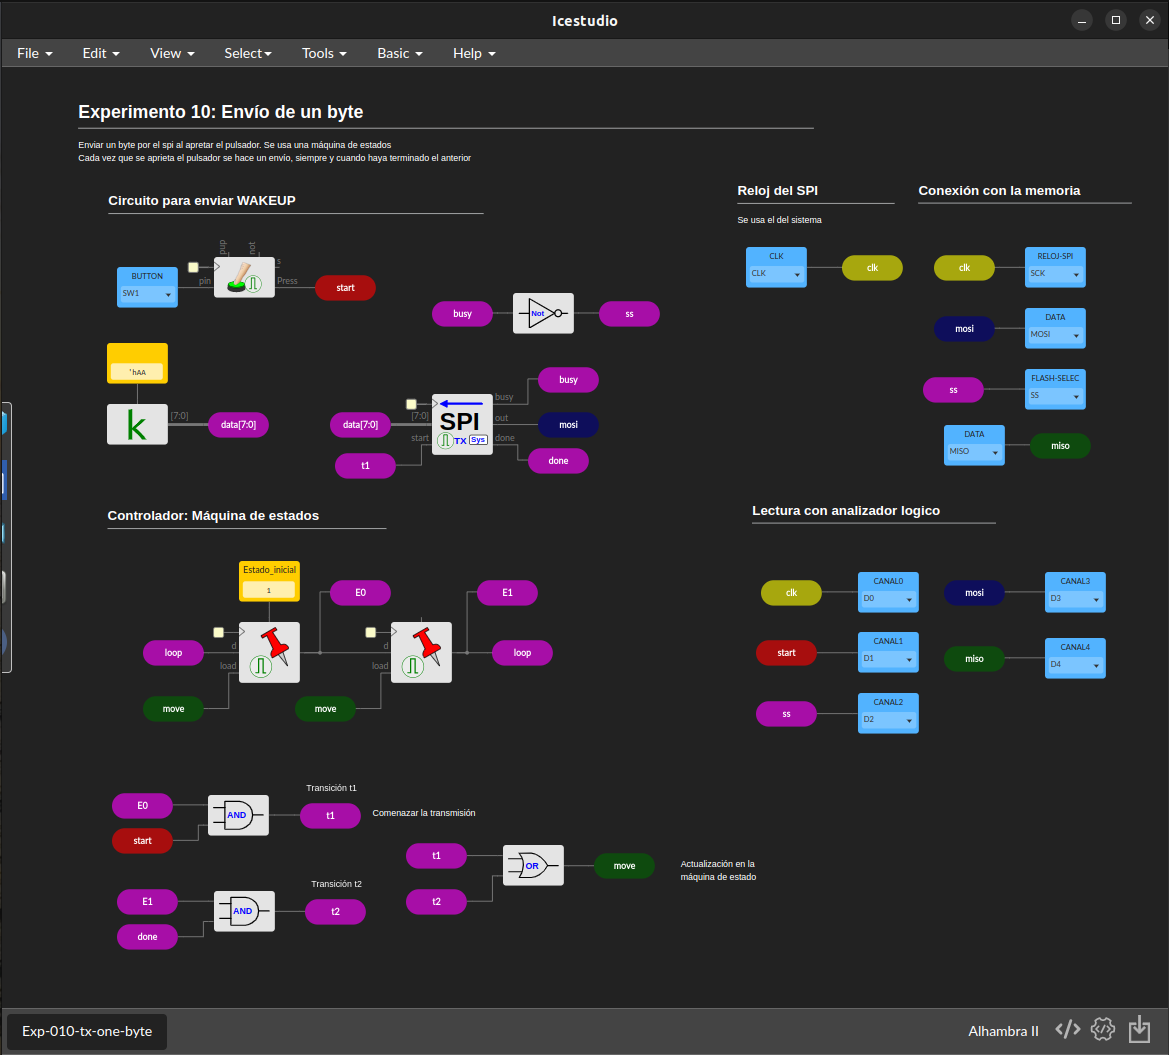 Icestudio
File
Edit
View
Select
Tools
Basic
Help
Experimento 10: Envío de un byte
Enviar un byte por el spi al apretar el pulsador. Se usa una máquina de estados
Cada vez que se aprieta el pulsador se hace un envío, siempre y cuando haya terminado el anterior
Circuito para enviar WAKEUP
BUTTON
SW1
pin
pup
not
s
Press
start
busy
Not
ss
'hAA
k
[7:0]
data[7:0]
data[7:0]
t1
[7:0]
start
SPI
TX
Sys
busy
out
done
busy
mosi
done
Reloj del SPI
Se usa el del sistema
CLK
CLK
clk
Conexión con la memoria
clk
RELOJ-SPI
SCK
mosi
DATA
MOSI
ss
FLASH-SELEC
SS
DATA
MISO
miso
Controlador: Máquina de estados
Estado_inicial
1
E0
E1
loop
d
load
d
load
loop
move
move
Lectura con analizador logico
clk
CANAL0
D0
mosi
CANAL3
D3
start
CANAL1
D1
miso
CANAL4
D4
ss
CANAL2
D2
Transición t1
E0
start
AND
t1
Comenazar la transmisión
t1
t2
OR
move
Actualización en la
máquina de estado
Transición t2
E1
done
AND
t2
Exp-010-tx-one-byte
Alhambra II